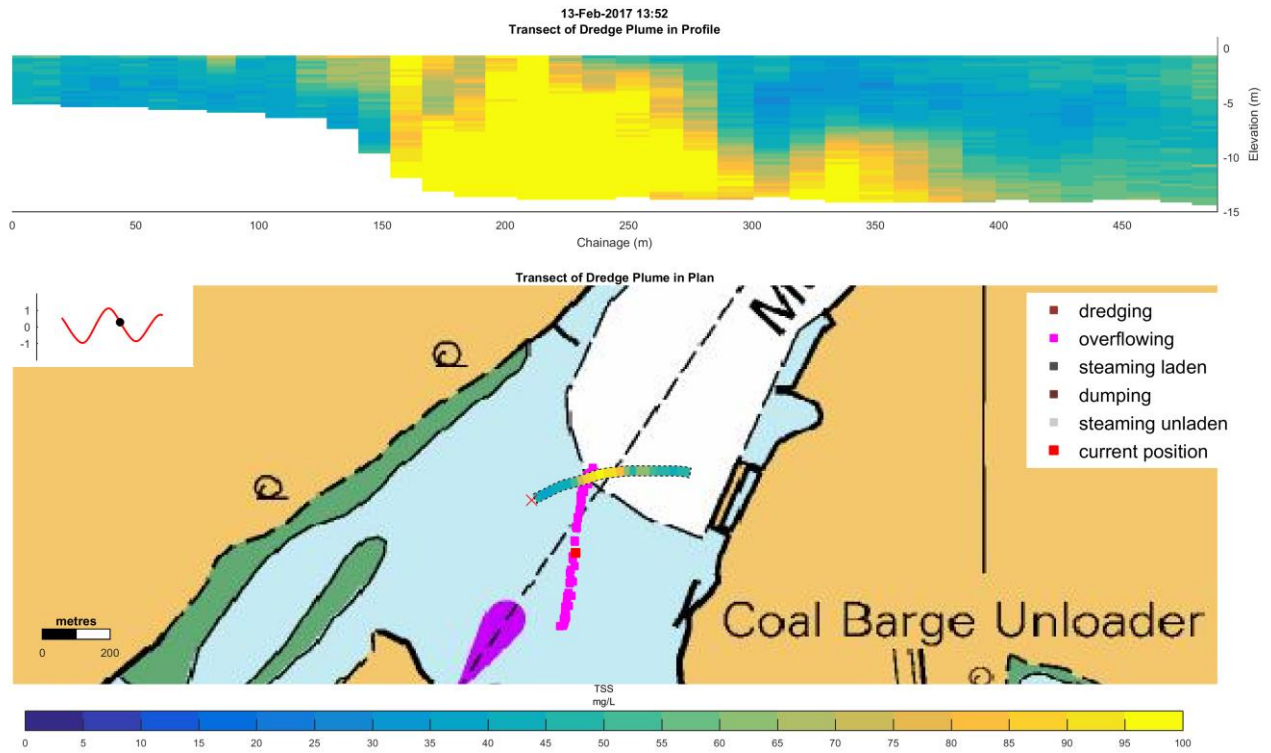 13-Feb-2017 13:52
Transect of Dredge Plume in Profile
0
-5
-10
-15
Elevation (m)
0 50 100 150 200 250 300 350 400 450
Chainage (m)
Transect of Dredge Plume in Plan
1
0
-1
dredging
overflowing
steaming laden
dumping
steaming unladen
current position
Coal Barge Unloader
metres
0 200
TSS
mg/L
0 5 10 15 20 25 30 35 40 45 50 55 60 65 70 75 80 85 90 95 100